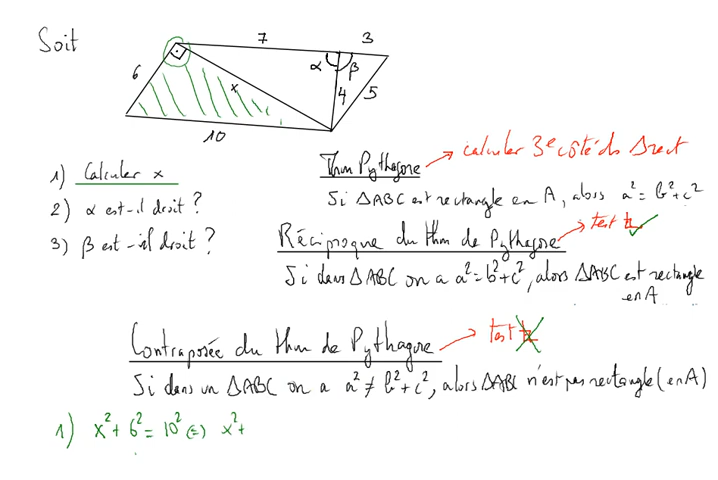 Soit
7
3
6
α
β
x
4
5
10
1) Calculer x
2) α est-il droit ?
3) β est-il droit ?
Thm Pythagore
calculer 3e côté ds Δrect
Si ΔABC est rectangle en A, alors a² = b² + c²
Réciproque du thm de Pythagore
test
Si dans ΔABC on a a² = b² + c², alors ΔABC est rectangle
en A
Contraposée du thm de Pythagore
test
Si dans un ΔABC on a a² ≠ b² + c², alors ΔABC n'est pas rectangle (en A)
1) x² + 6² = 10² (=) x² +